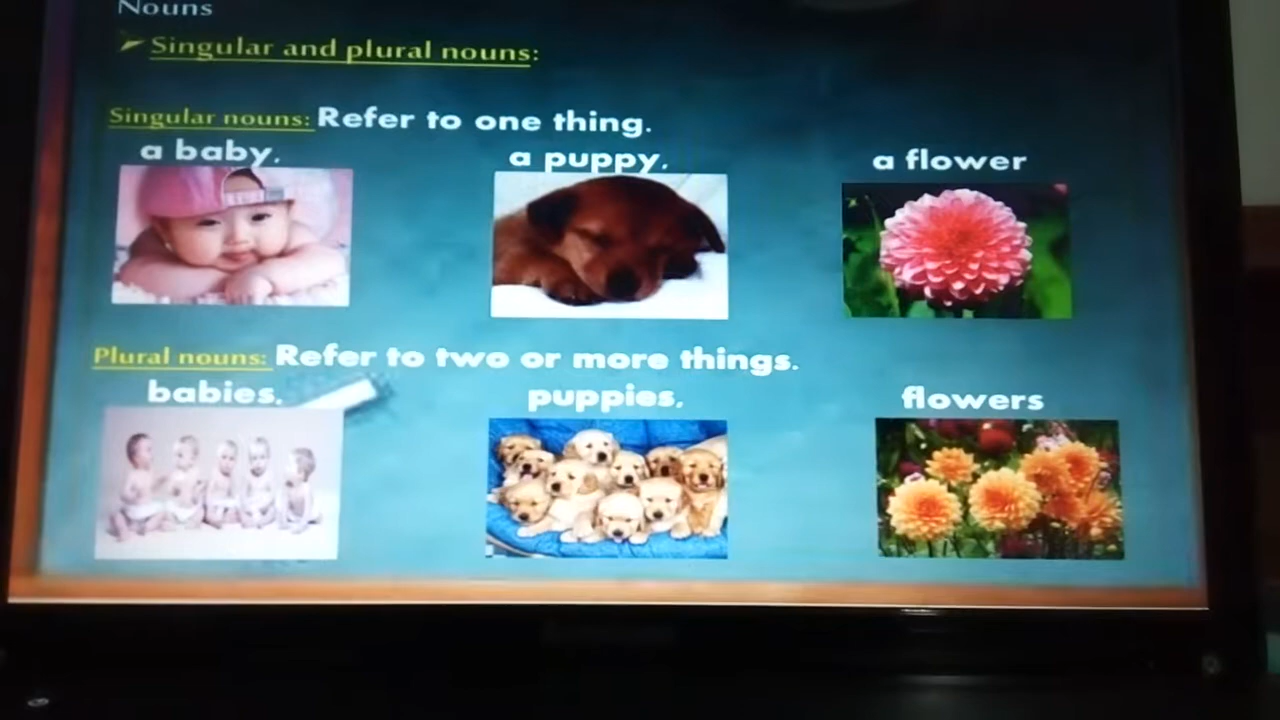 Nouns
Singular and plural nouns:
Singular nouns: Refer to one thing.
a baby. a puppy. a flower
Plural nouns: Refer to two or more things.
babies. puppies. flowers